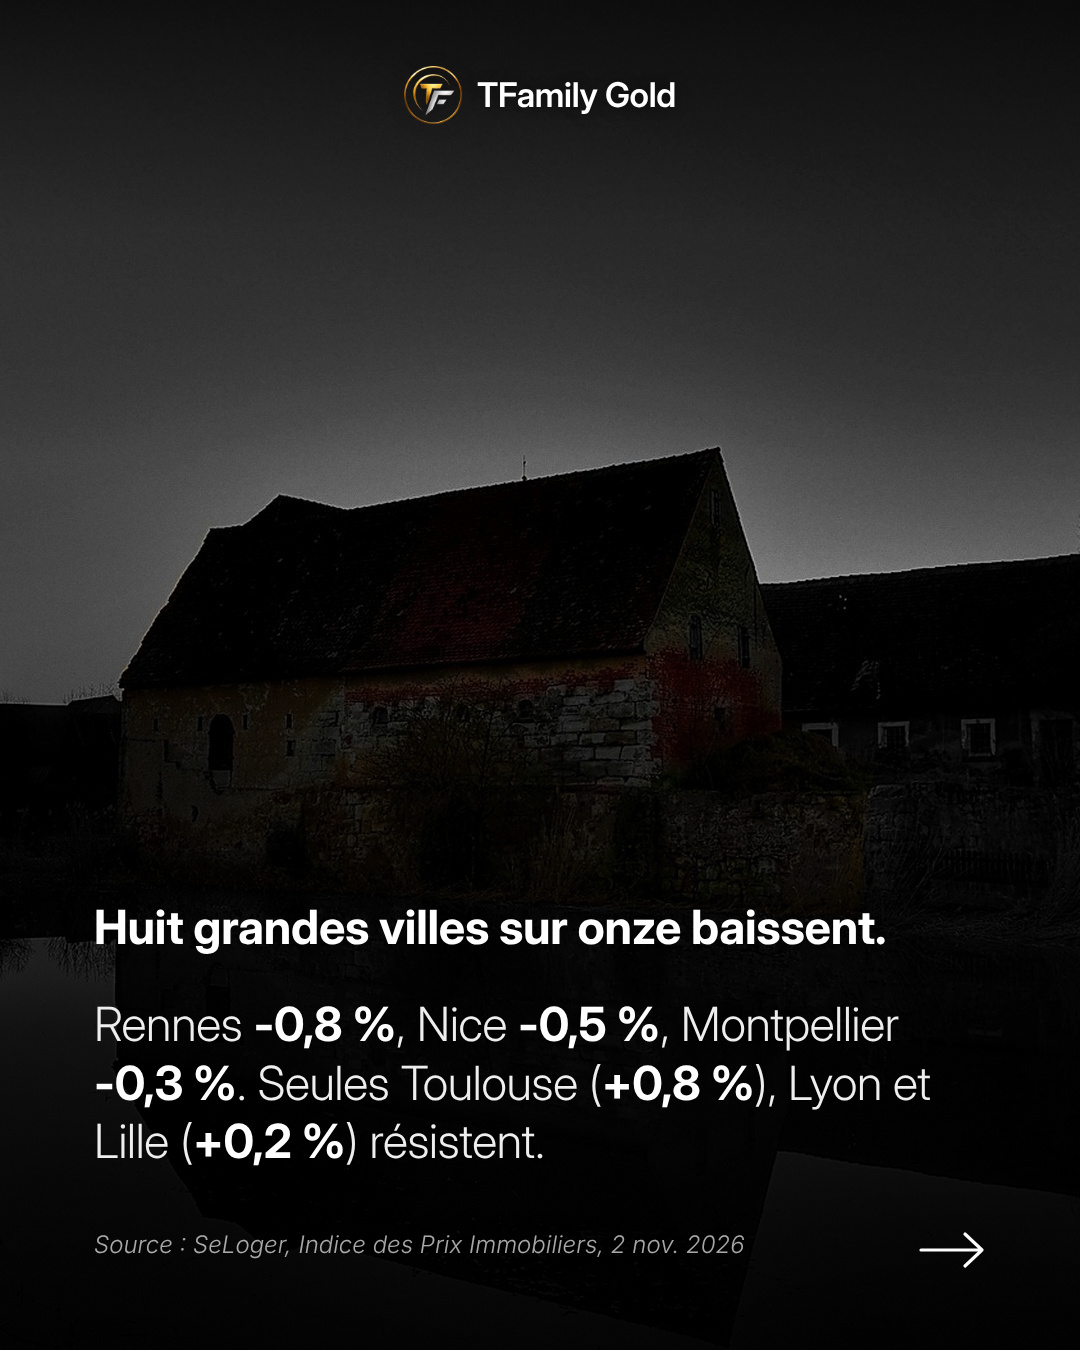 TFamily Gold
Huit grandes villes sur onze baissent.
Rennes -0,8 %, Nice -0,5 %, Montpellier
-0,3 %. Seules Toulouse (+0,8 %), Lyon et
Lille (+0,2 %) résistent.
Source : SeLoger, Indice des Prix Immobiliers, 2 nov. 2026